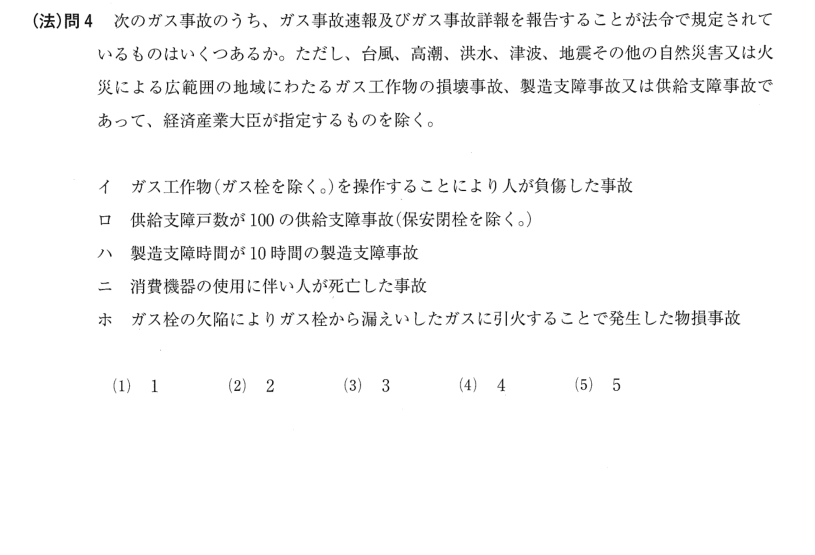 (法)問4 次のガス事故のうち、ガス事故速報及びガス事故詳報を報告することが法令で規定されて
いるものはいくつあるか。ただし、台風、高潮、洪水、津波、地震その他の自然災害又は火
災による広範囲の地域にわたるガス工作物の損壊事故、製造支障事故又は供給支障事故で
あって、経済産業大臣が指定するものを除く。
イ ガス工作物(ガス栓を除く。)を操作することにより人が負傷した事故
ロ 供給支障戸数が100の供給支障事故(保安閉栓を除く。)
ハ 製造支障時間が10時間の製造支障事故
ニ 消費機器の使用に伴い人が死亡した事故
ホ ガス栓の欠陥によりガス栓から漏えいしたガスに引火することで発生した物損事故
(1) 1 (2) 2 (3) 3 (4) 4 (5) 5